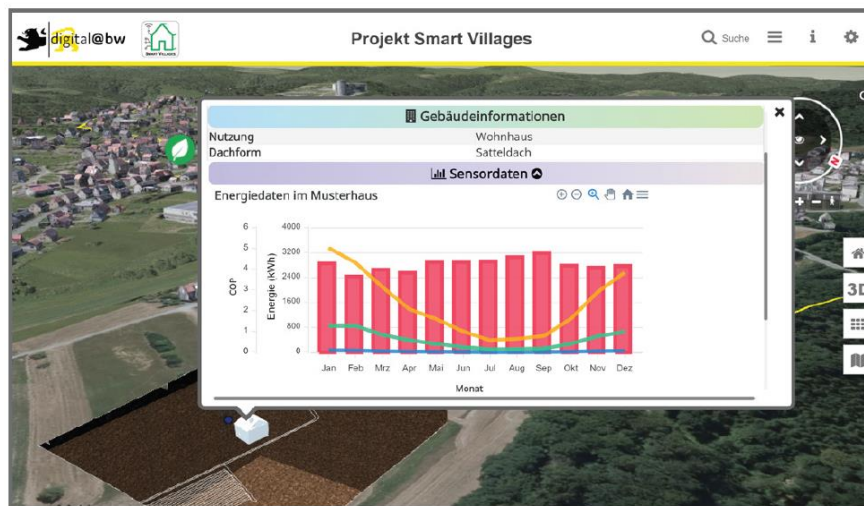 digital@bw
SMART VILLAGES
Projekt Smart Villages
Suche
i
Gebäudeinformationen
Nutzung Wohnhaus
Dachform Satteldach
Sensordaten
Energiedaten im Musterhaus
6 4000
5 3200
4 2400
3
2 1600
1 800
0 0
COP
Energie (kWh)
Jan Feb Mrz Apr Mai Jun Jul Aug Sep Okt Nov Dez
Monat
N
3D